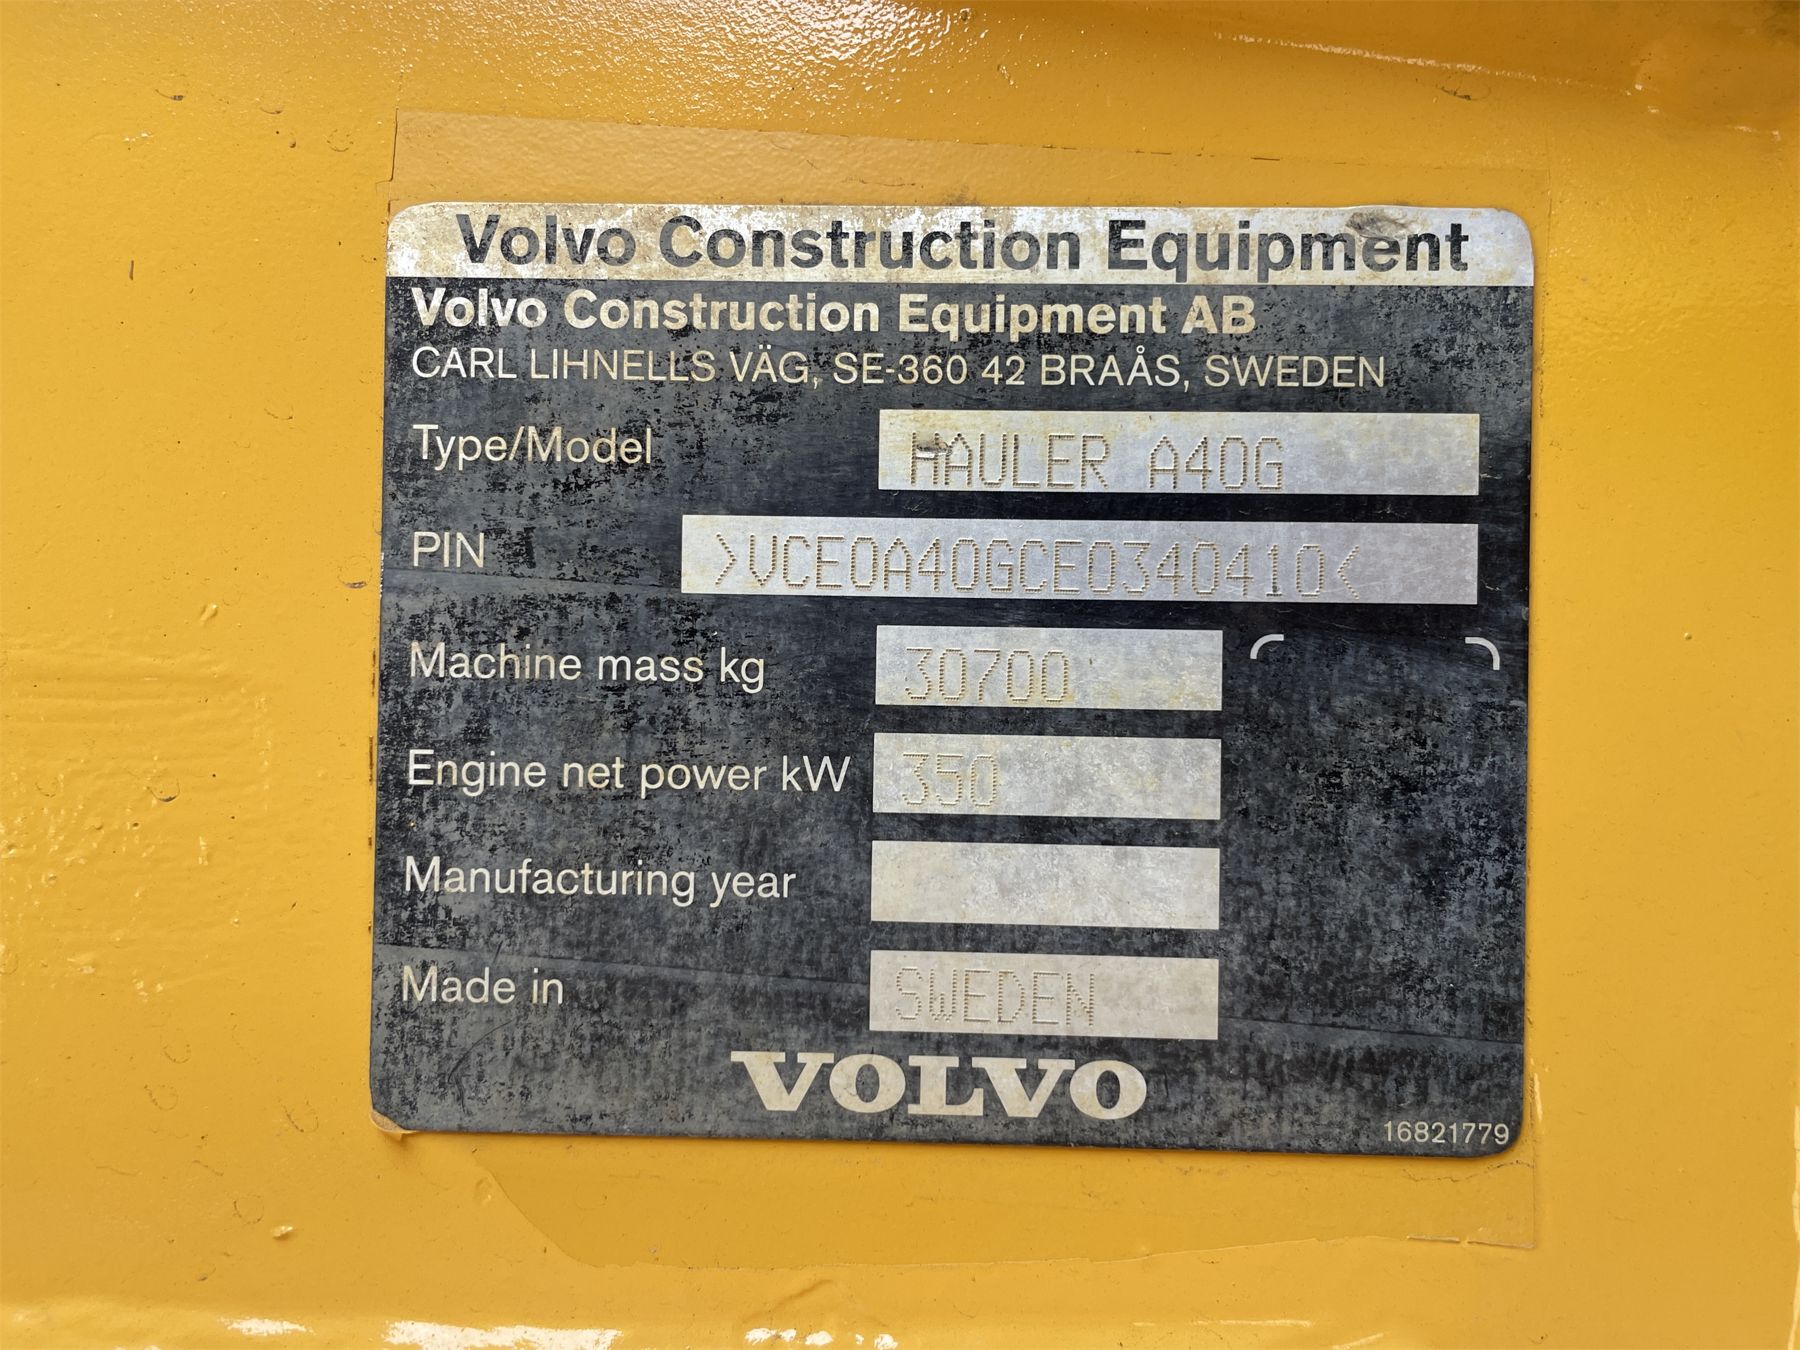 Volvo Construction Equipment
Volvo Construction Equipment AB
CARL LIHNELLS VÄG, SE-360 42 BRAÅS, SWEDEN
Type/Model HAULER A40G
PIN >VCE0A40GCE0340410<
Machine mass kg 30700
Engine net power kW 350
Manufacturing year
Made in SWEDEN
VOLVO
16821779